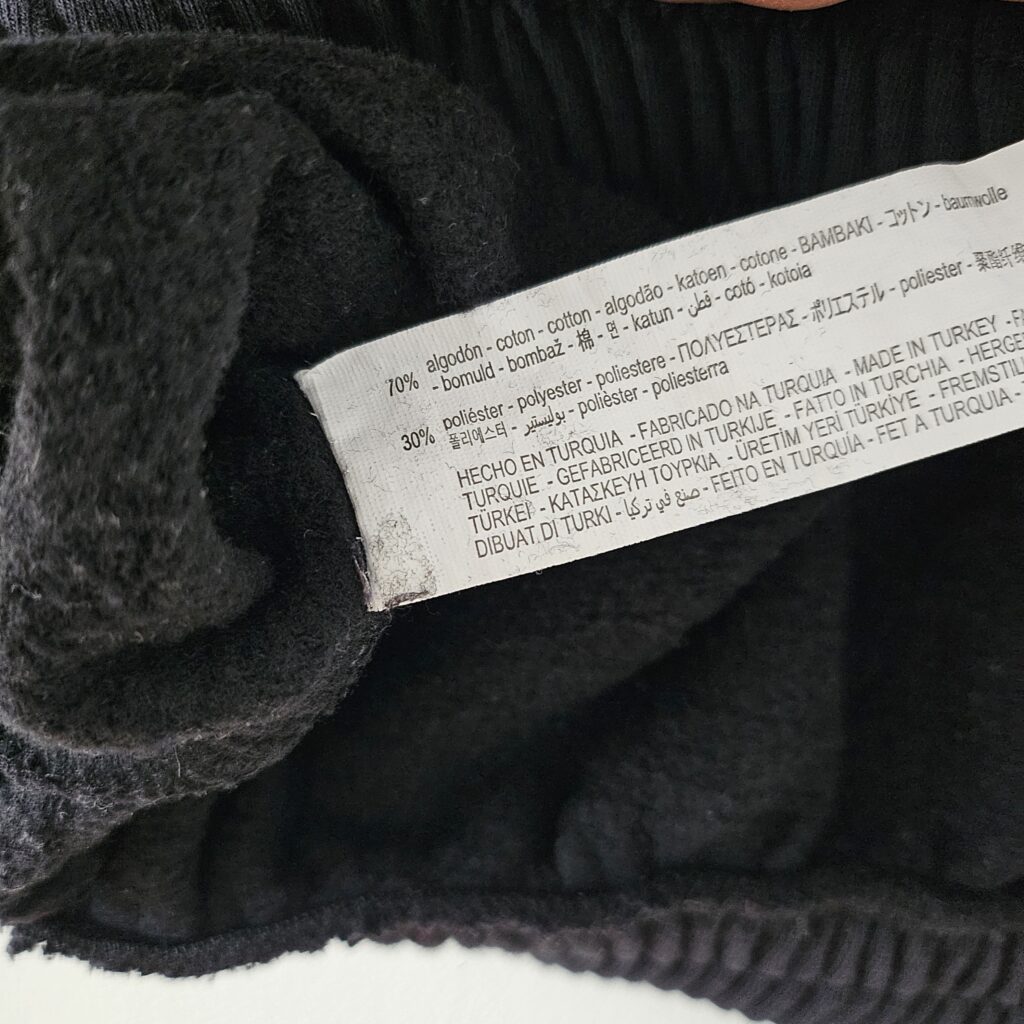 70% algodón - coton - cotton - algodão - katoen - cotone - BAMBAKI - コットン - baumwolle
- bomuld - bombaž - 棉 - 면 - katun - قطن - cotó - kotoia
30% poliéster - polyester - poliestere - ΠΟΛΥΕΣΤΕΡΑΣ - ポリエステル - poliester -
폴리에스터 - بوليستير - polièster - poliesterra
HECHO EN TURQUIA - FABRICADO NA TURQUIA - MADE IN TURKEY -
TURQUIE - GEFABRICEERD IN TURKIJE - FATTO IN TURCHIA -
TÜRKEI - ΚΑΤΑΣΚΕΥΗ ΤΟΥΡΚΙΑ - ÜRETİM YERİ TÜRKİYE -
DIBUAT DI TURKI - صنع في تركيا - FEITO EN TURQUÍA - FET A TURQUIA -